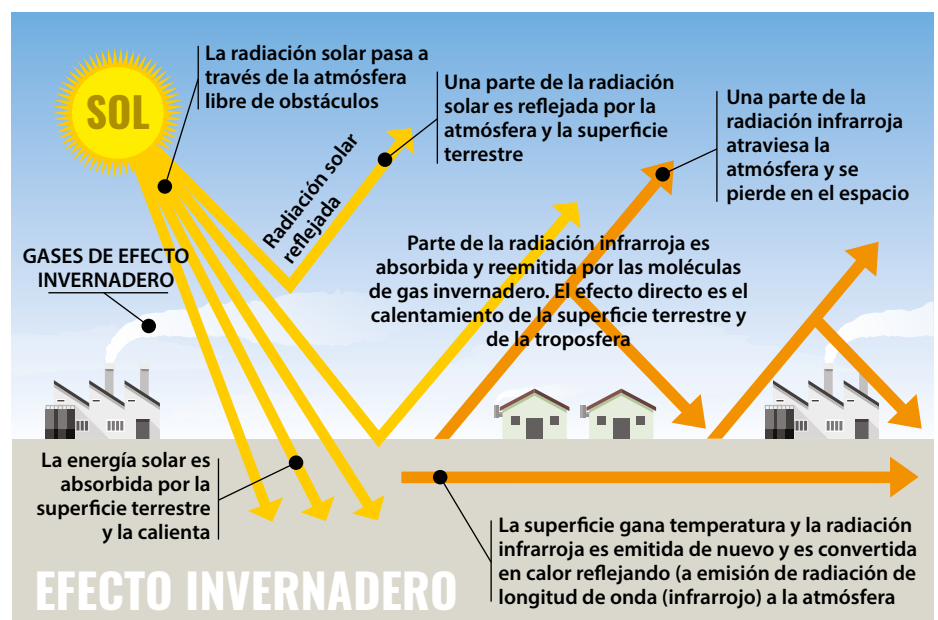 SOL
La radiación solar pasa a
través de la atmósfera
libre de obstáculos
Una parte de la radiación
solar es reflejada por la
atmósfera y la superficie
terrestre
Una parte de la
radiación infrarroja
atraviesa la
atmósfera y se
pierde en el espacio
Radiación solar
reflejada
GASES DE EFECTO
INVERNADERO
Parte de la radiación infrarroja es
absorbida y reemitida por las moléculas
de gas invernadero. El efecto directo es el
calentamiento de la superficie terrestre y
de la troposfera
La energía solar es
absorbida por la
superficie terrestre
y la calienta
La superficie gana temperatura y la radiación
infrarroja es emitida de nuevo y es convertida
en calor reflejando (a emisión de radiación de
longitud de onda (infrarrojo) a la atmósfera
EFECTO INVERNADERO